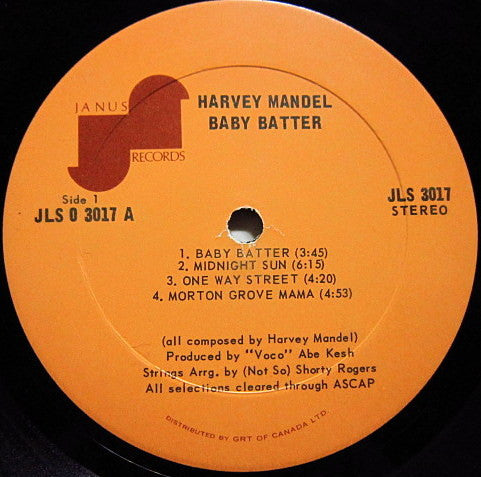 HARVEY MANDEL
BABY BATTER
JANUS
RECORDS
Side 1
JLS O 3017 A
JLS 3017
STEREO
1. BABY BATTER (3:45)
2. MIDNIGHT SUN (6:15)
3. ONE WAY STREET (4:20)
4. MORTON GROVE MAMA (4:53)
(all composed by Harvey Mandel)
Produced by "Voco" Abe Kesh
Strings Arrg. by (Not So) Shorty Rogers
All selections cleared through ASCAP
DISTRIBUTED BY GRT OF CANADA LTD.